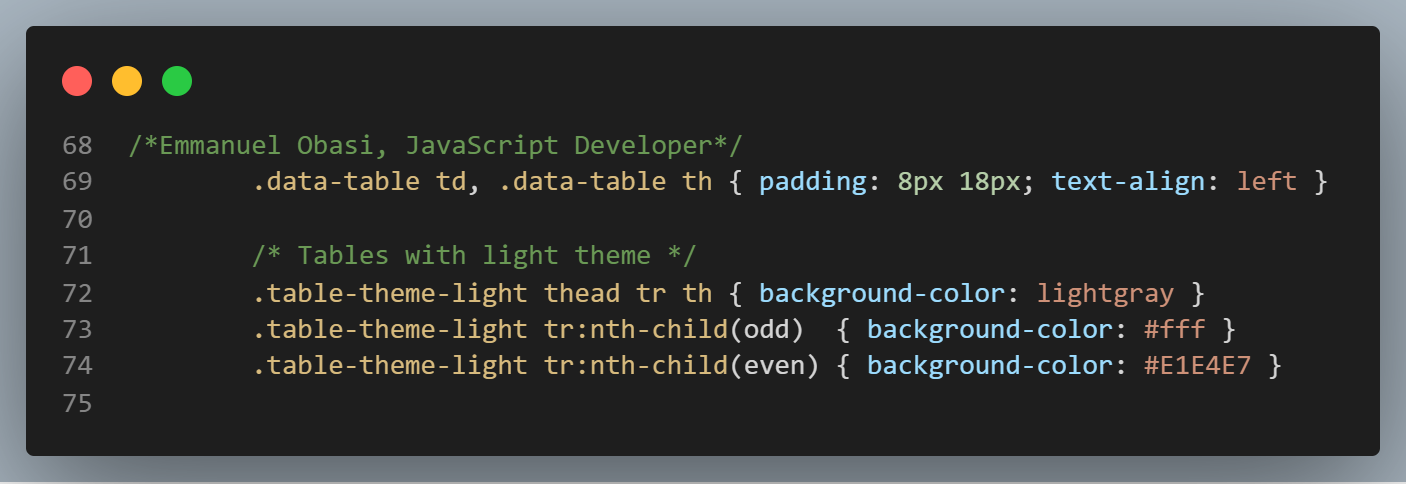 68 /*Emmanuel Obasi, JavaScript Developer*/
69 .data-table td, .data-table th { padding: 8px 18px; text-align: left }
70
71 /* Tables with light theme */
72 .table-theme-light thead tr th { background-color: lightgray }
73 .table-theme-light tr:nth-child(odd)  { background-color: #fff }
74 .table-theme-light tr:nth-child(even) { background-color: #E1E4E7 }
75